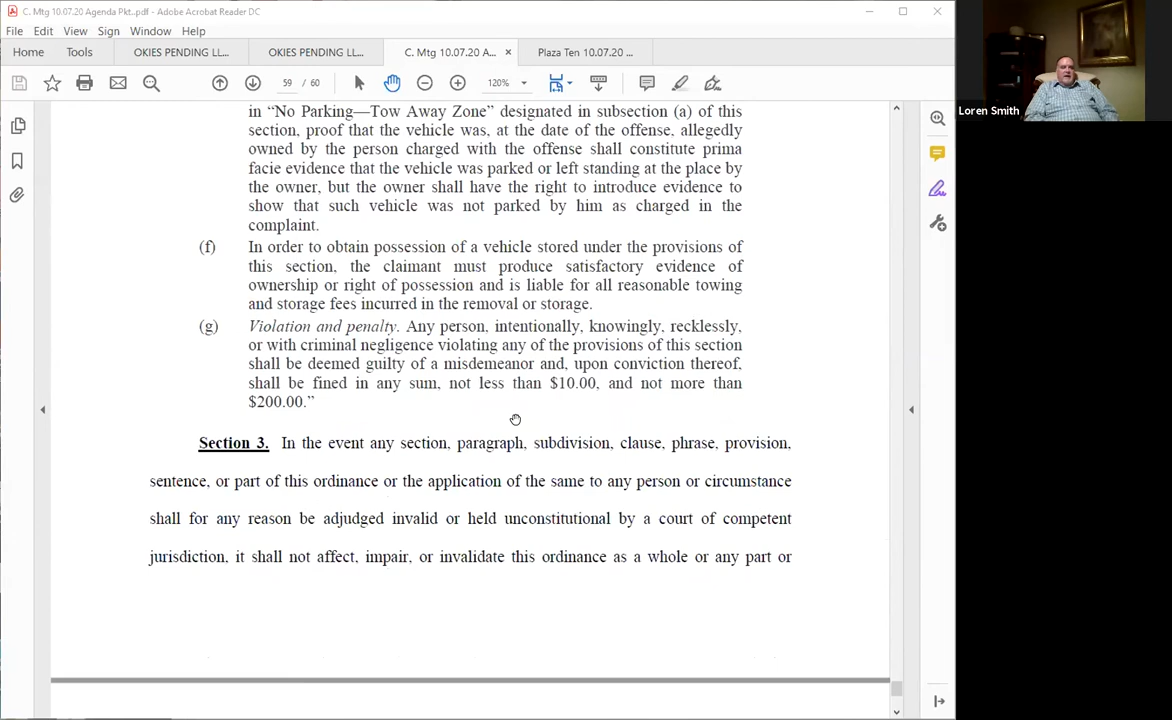 C. Mtg 10.07.20 Agenda Pkt..pdf - Adobe Acrobat Reader DC
File Edit View Sign Window Help
Home Tools OKIES PENDING LL... OKIES PENDING LL... C. Mtg 10.07.20 A... × Plaza Ten 10.07.20 ...
59 / 60 120%
Loren Smith
in “No Parking—Tow Away Zone” designated in subsection (a) of this
section, proof that the vehicle was, at the date of the offense, allegedly
owned by the person charged with the offense shall constitute prima
facie evidence that the vehicle was parked or left standing at the place by
the owner, but the owner shall have the right to introduce evidence to
show that such vehicle was not parked by him as charged in the
complaint.
(f) In order to obtain possession of a vehicle stored under the provisions of
this section, the claimant must produce satisfactory evidence of
ownership or right of possession and is liable for all reasonable towing
and storage fees incurred in the removal or storage.
(g) Violation and penalty. Any person, intentionally, knowingly, recklessly,
or with criminal negligence violating any of the provisions of this section
shall be deemed guilty of a misdemeanor and, upon conviction thereof,
shall be fined in any sum, not less than $10.00, and not more than
$200.00.”
Section 3. In the event any section, paragraph, subdivision, clause, phrase, provision,
sentence, or part of this ordinance or the application of the same to any person or circumstance
shall for any reason be adjudged invalid or held unconstitutional by a court of competent
jurisdiction, it shall not affect, impair, or invalidate this ordinance as a whole or any part or